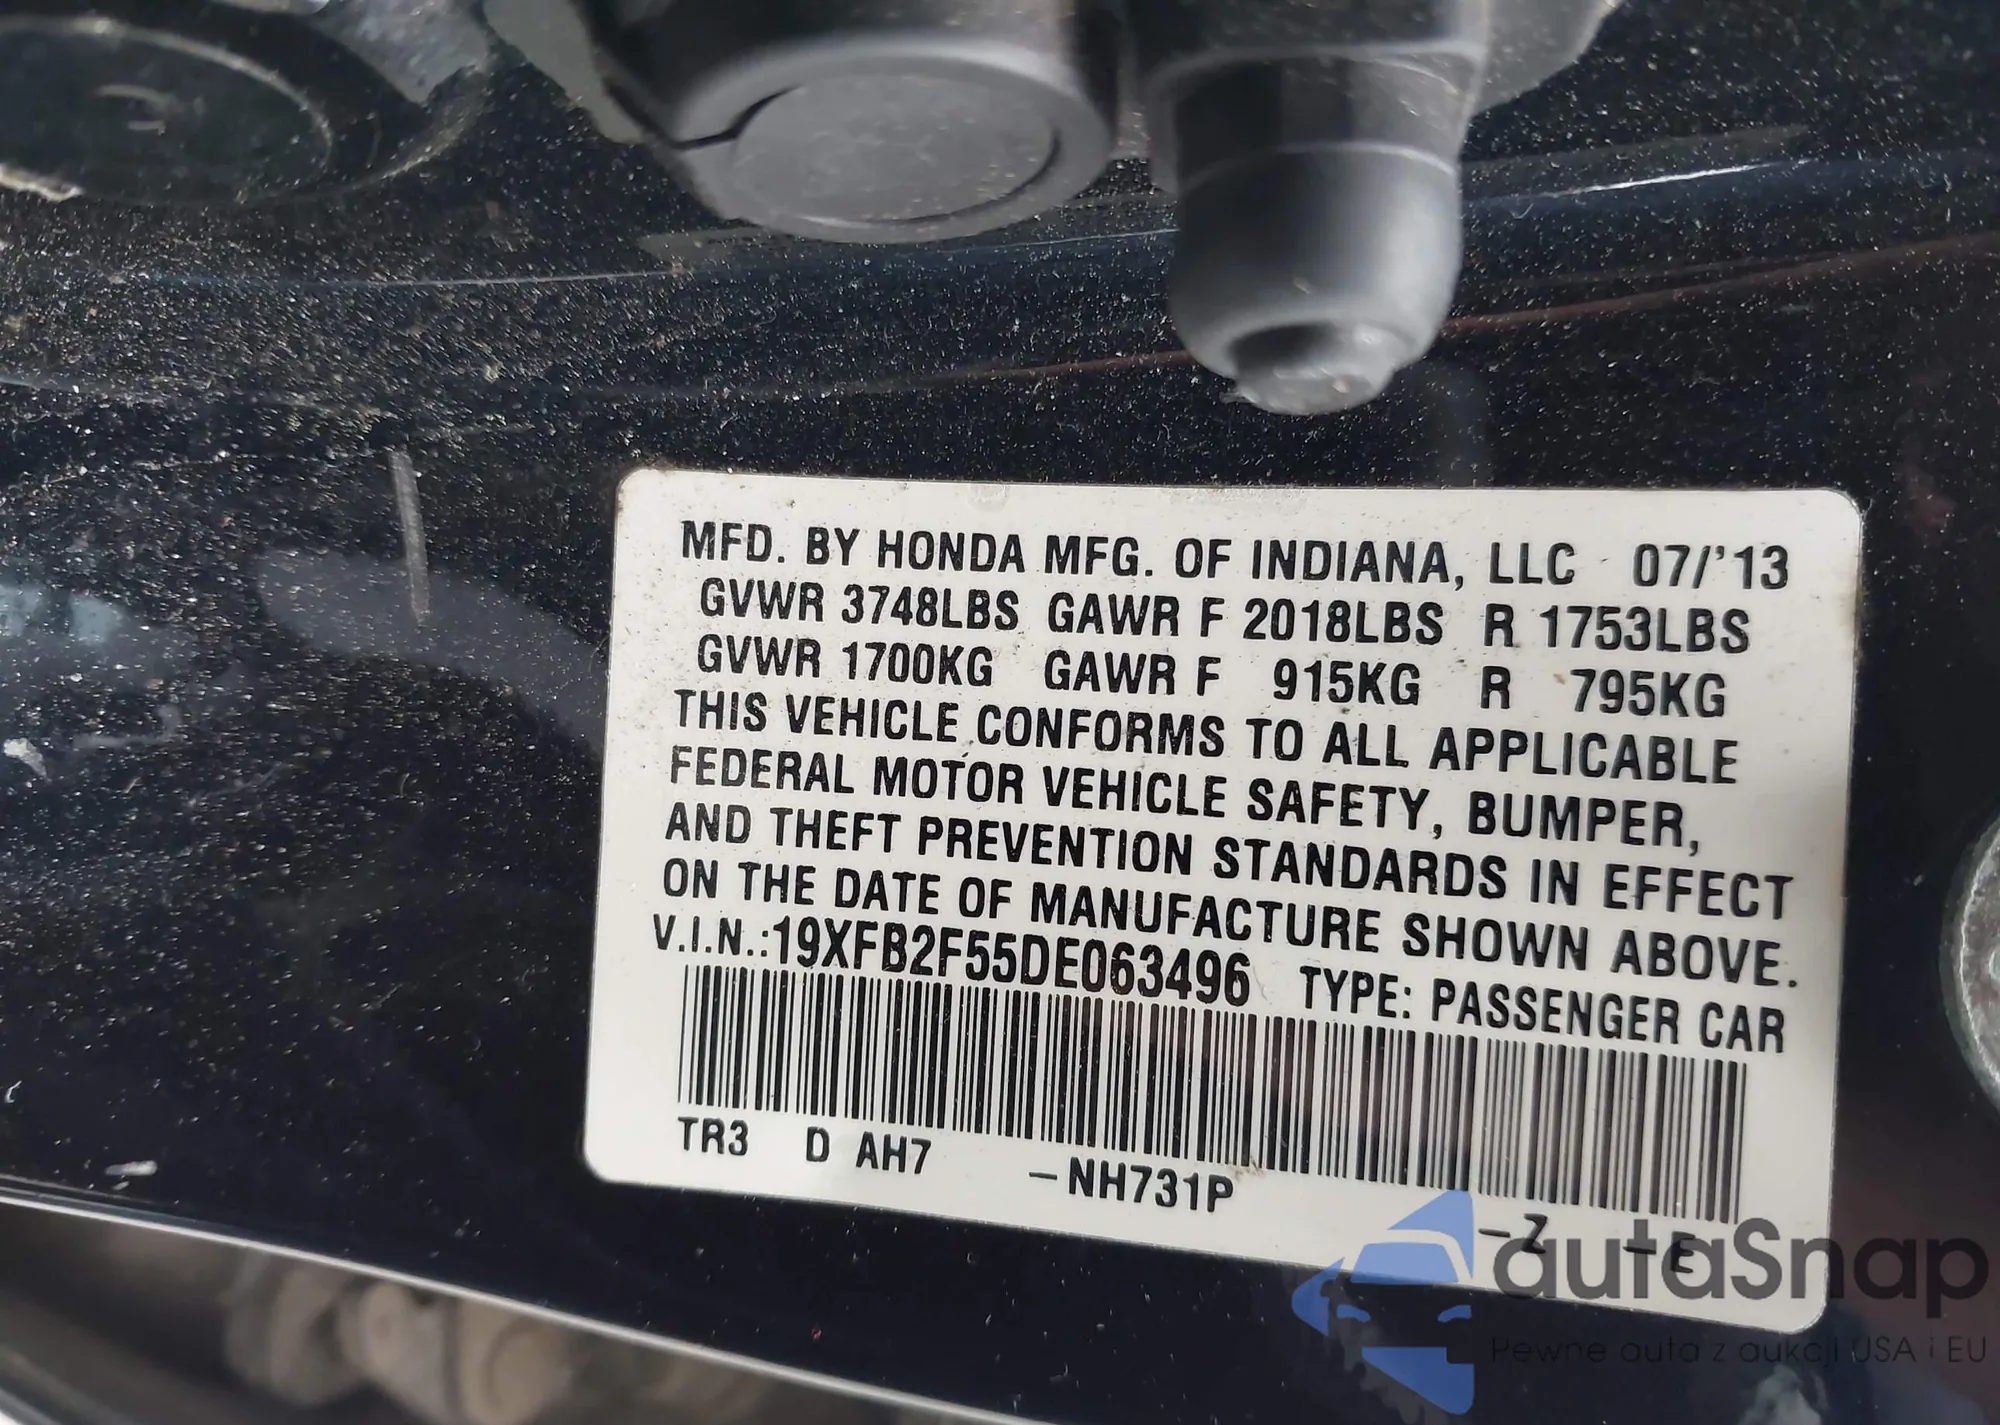 MFD. BY HONDA MFG. OF INDIANA, LLC 07/'13
GVWR 3748LBS GAWR F 2018LBS R 1753LBS
GVWR 1700KG GAWR F 915KG R 795KG
THIS VEHICLE CONFORMS TO ALL APPLICABLE
FEDERAL MOTOR VEHICLE SAFETY, BUMPER,
AND THEFT PREVENTION STANDARDS IN EFFECT
ON THE DATE OF MANUFACTURE SHOWN ABOVE.
V.I.N.:19XFB2F55DE063496 TYPE: PASSENGER CAR
TR3 D AH7 -NH731P -Z -E
autaSnap
Pewne auta z aukcji USA i EU